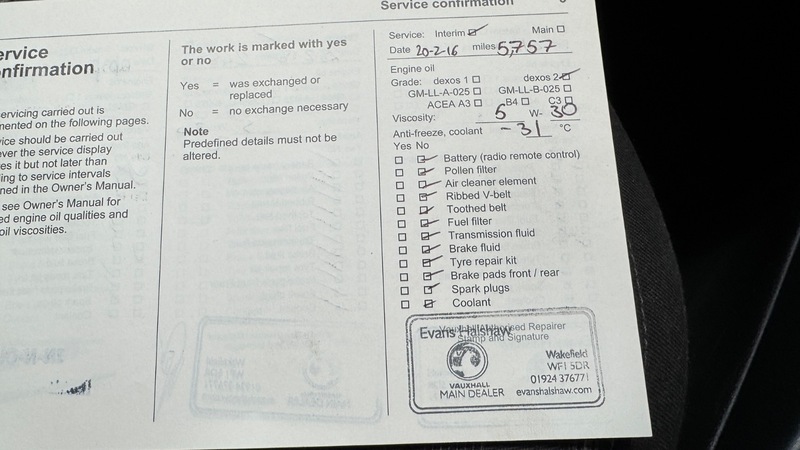 Service confirmation
ervice
nfirmation
ervicing carried out is
mented on the following pages.
vice should be carried out
ever the service display
es it but not later than
ing to service intervals
ned in the Owner's Manual.
see Owner's Manual for
ed engine oil qualities and
oil viscosities.
The work is marked with yes
or no
Yes = was exchanged or
replaced
No = no exchange necessary
Note
Predefined details must not be
altered.
Service: Interim Main
Date 20-2-16 miles 5,757
Engine oil
Grade: dexos 1 dexos 2
GM-LL-A-025 GM-LL-B-025
ACEA A3 B4 C3
Viscosity: 5 W- 30
Anti-freeze, coolant -31 °C
Yes No
Battery (radio remote control)
Pollen filter
Air cleaner element
Ribbed V-belt
Toothed belt
Fuel filter
Transmission fluid
Brake fluid
Tyre repair kit
Brake pads front / rear
Spark plugs
Coolant
Vauxhall Authorised Repairer
Stamp and Signature
Evans Halshaw
VAUXHALL
MAIN DEALER
Wakefield
WF1 5DR
01924 376771
evanshalshaw.com